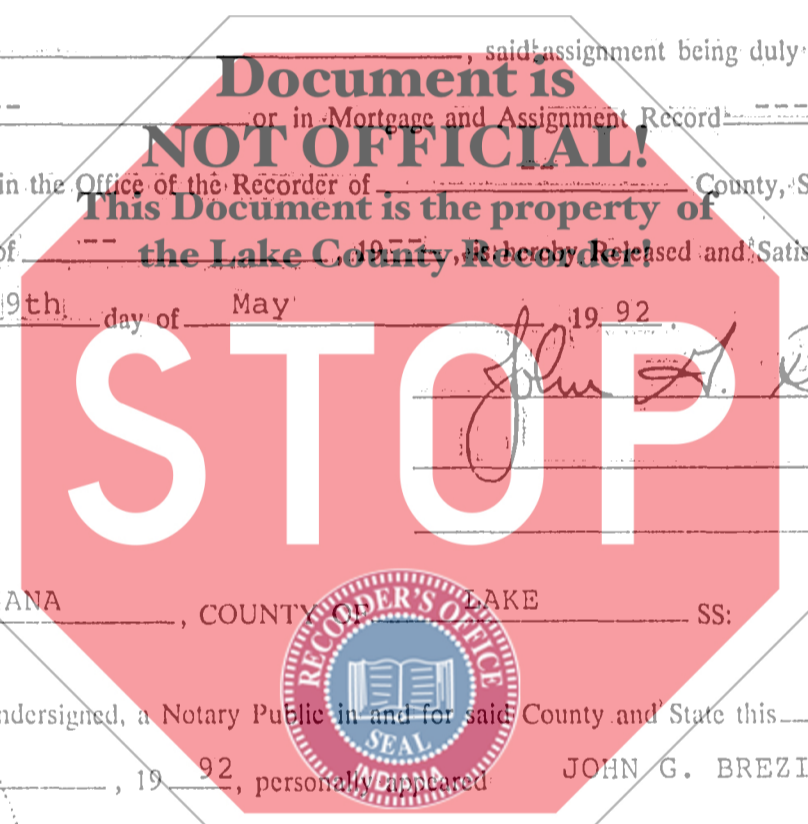 , said assignment being duly
Document is
-- or in Mortgage and Assignment Record ---
NOT OFFICIAL!
in the Office of the Recorder of County, S
This Document is the property of
of -- , 19 -- , is hereby Released and Satis
the Lake County Recorder!
9th day of May 19 92 .
STOP
John G.
ANA , COUNTY OF LAKE SS:
RECORDER'S OFFICE
SEAL
INDIANA
ndersigned, a Notary Public in and for said County and State this
, 19 92, personally appeared JOHN G. BREZI